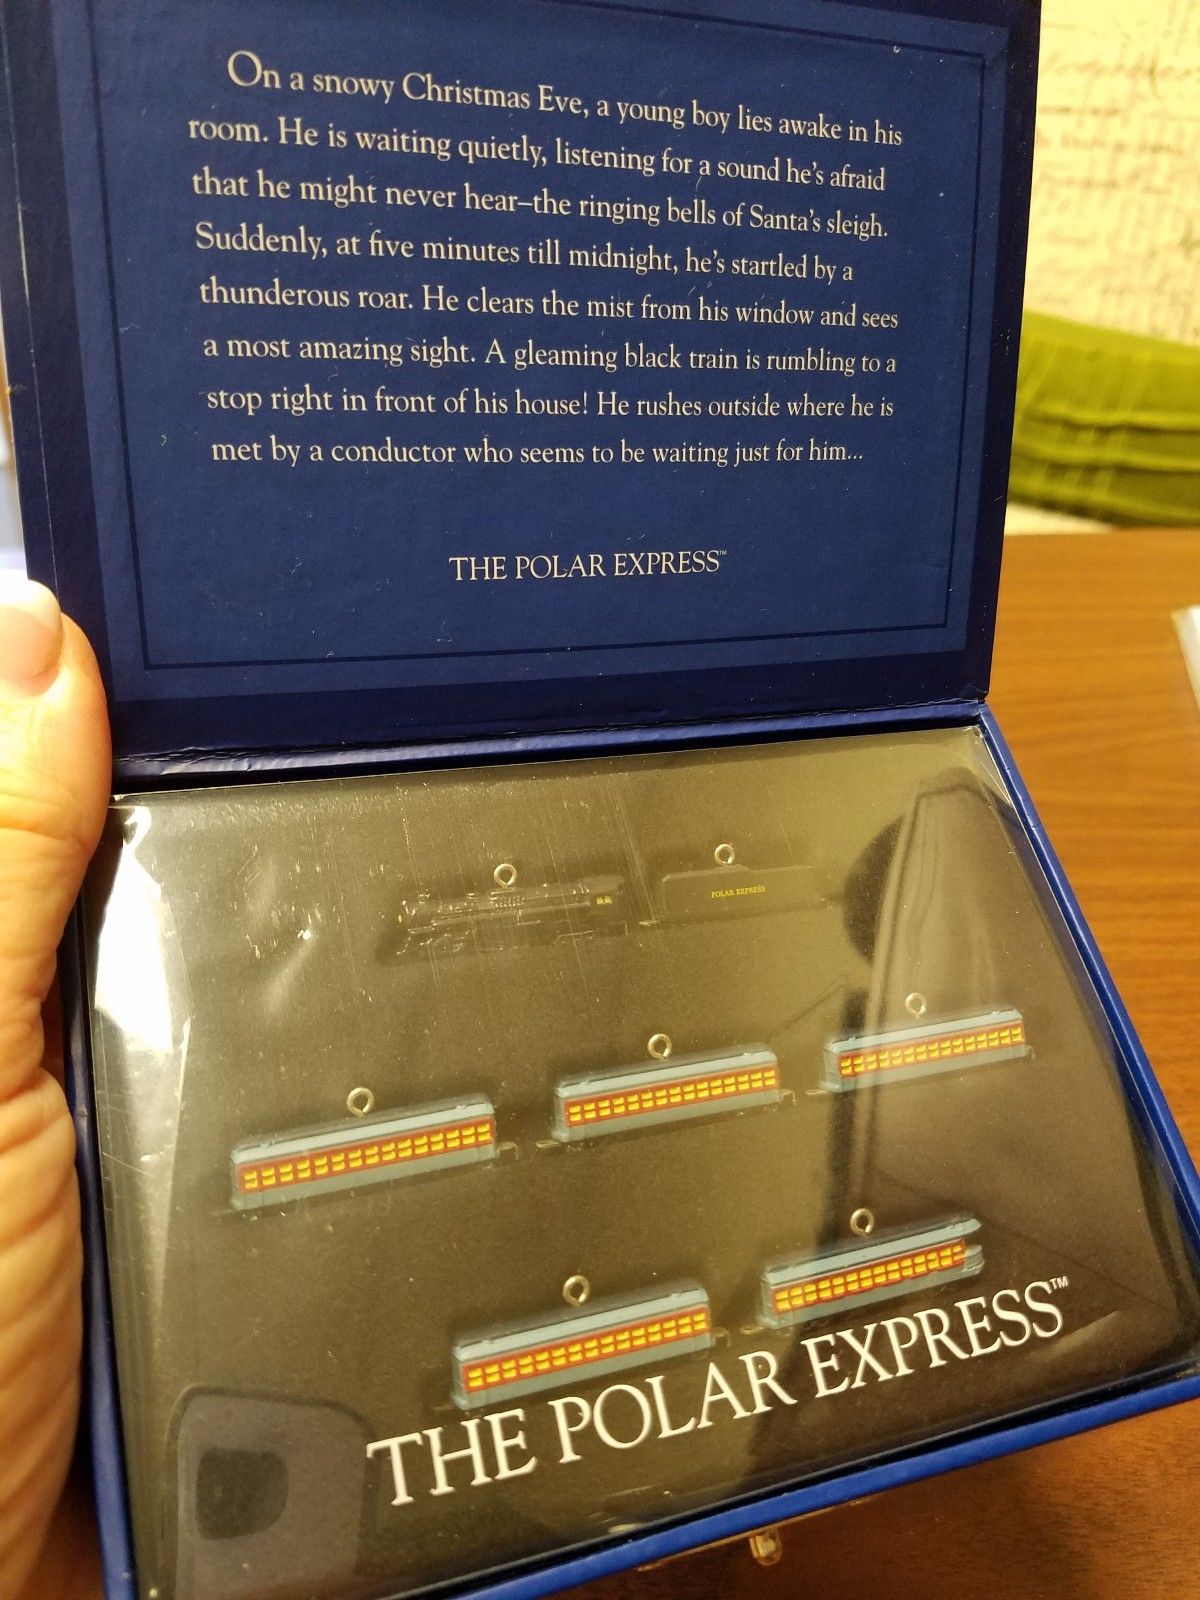 On a snowy Christmas Eve, a young boy lies awake in his
room. He is waiting quietly, listening for a sound he's afraid
that he might never hear–the ringing bells of Santa's sleigh.
Suddenly, at five minutes till midnight, he's startled by a
thunderous roar. He clears the mist from his window and sees
a most amazing sight. A gleaming black train is rumbling to a
stop right in front of his house! He rushes outside where he is
met by a conductor who seems to be waiting just for him...
THE POLAR EXPRESS™
POLAR EXPRESS
THE POLAR EXPRESS™